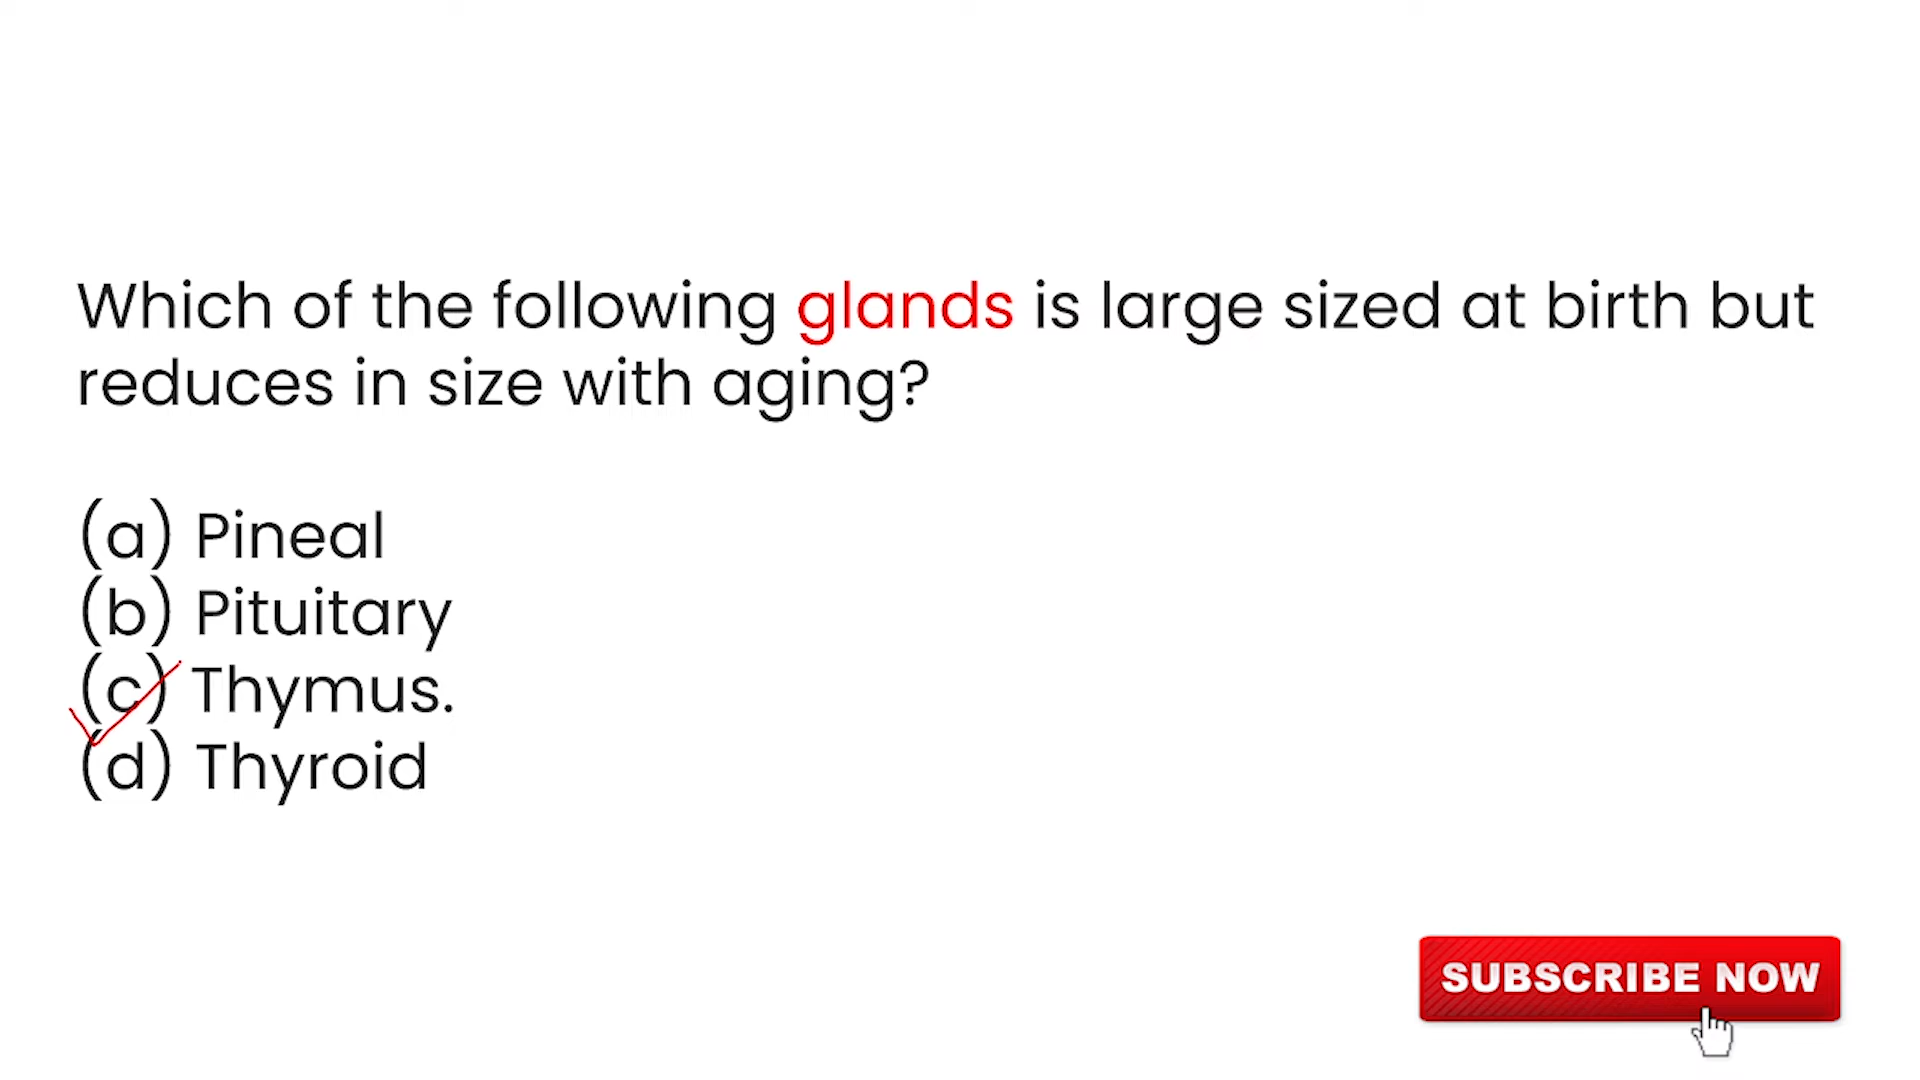 Which of the following glands is large sized at birth but
reduces in size with aging?
(a) Pineal
(b) Pituitary
(c) Thymus.
(d) Thyroid
SUBSCRIBE NOW